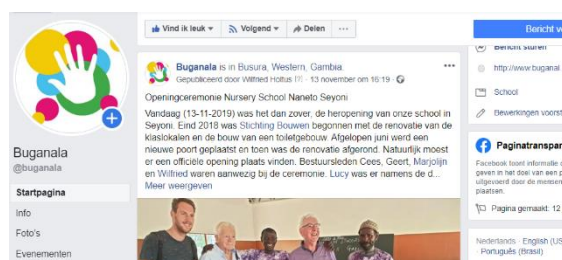 Vind ik leuk
Volgend
Delen
Bericht v
Buganala is in Busura, Western, Gambia.
Gepubliceerd door Wilfried Holtus · 13 november om 16:19 ·
Openingceremonie Nursery School Naneto Seyoni
Vandaag (13-11-2019) was het dan zover, de heropening van onze school in
Seyoni. Eind 2018 was Stichting Bouwen begonnen met de renovatie van de
klaslokalen en de bouw van een toiletgebouw. Afgelopen juni werd een
nieuwe poort geplaatst en toen was de renovatie afgerond. Natuurlijk moest
er een officiële opening plaats vinden. Bestuursleden Cees, Geert, Marjolijn
en Wilfried waren aanwezig bij de ceremonie. Lucy was er namens de d...
Meer weergeven
Buganala
@buganala
Startpagina
Info
Foto's
Evenementen
Bericht sturen
http://www.buganal
School
Bewerkingen voorst
Paginatranspar
Facebook toont informatie
geven in het doel van een p
uitgevoerd door de mensen
plaatsen.
Pagina gemaakt: 12
Nederlands · English (US
· Português (Brasil)